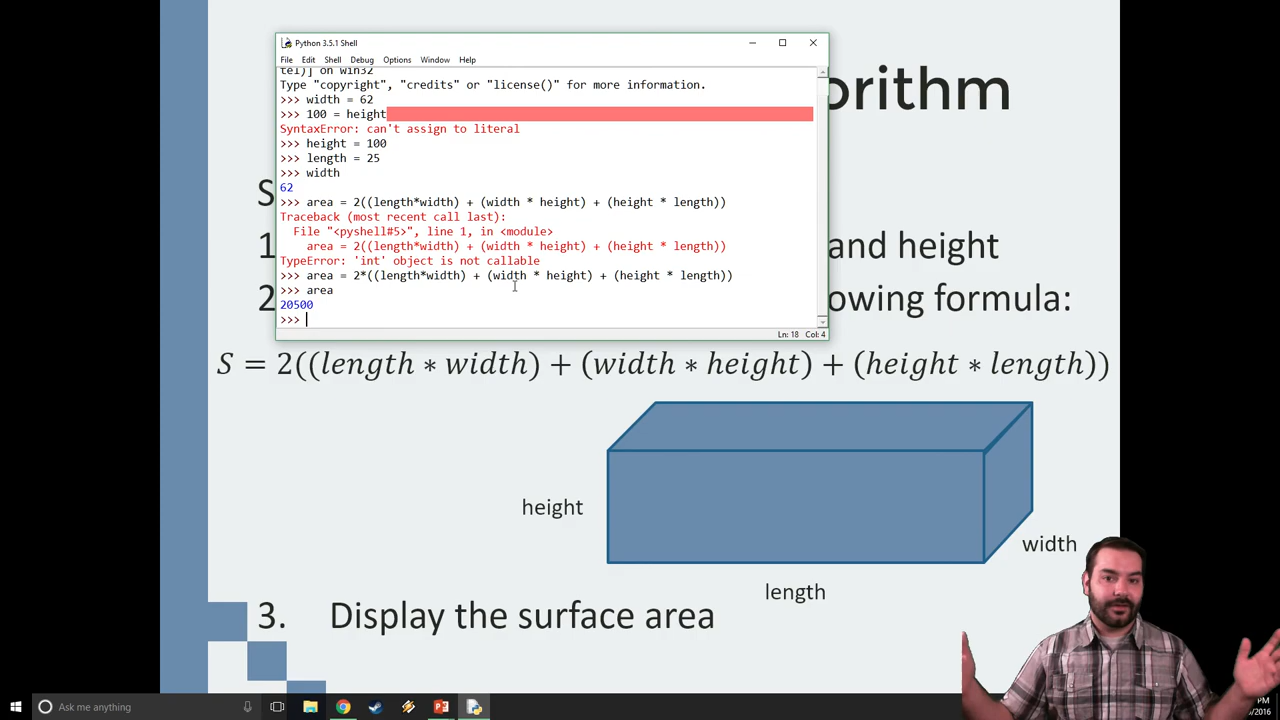 Python 3.5.1 Shell
File Edit Shell Debug Options Window Help
tel)] on win32
Type "copyright", "credits" or "license()" for more information.
>>> width = 62
>>> 100 = height
SyntaxError: can't assign to literal
>>> height = 100
>>> length = 25
>>> width
62
>>> area = 2((length*width) + (width * height) + (height * length))
Traceback (most recent call last):
File "<pyshell#5>", line 1, in <module>
area = 2((length*width) + (width * height) + (height * length))
TypeError: 'int' object is not callable
>>> area = 2*((length*width) + (width * height) + (height * length))
>>> area
20500
>>>
Ln: 18 Col: 4
orithm
S
1
and height
2
owing formula:
S = 2((length * width) + (width * height) + (height * length))
height
width
length
3. Display the surface area
Ask me anything
PM
/2016